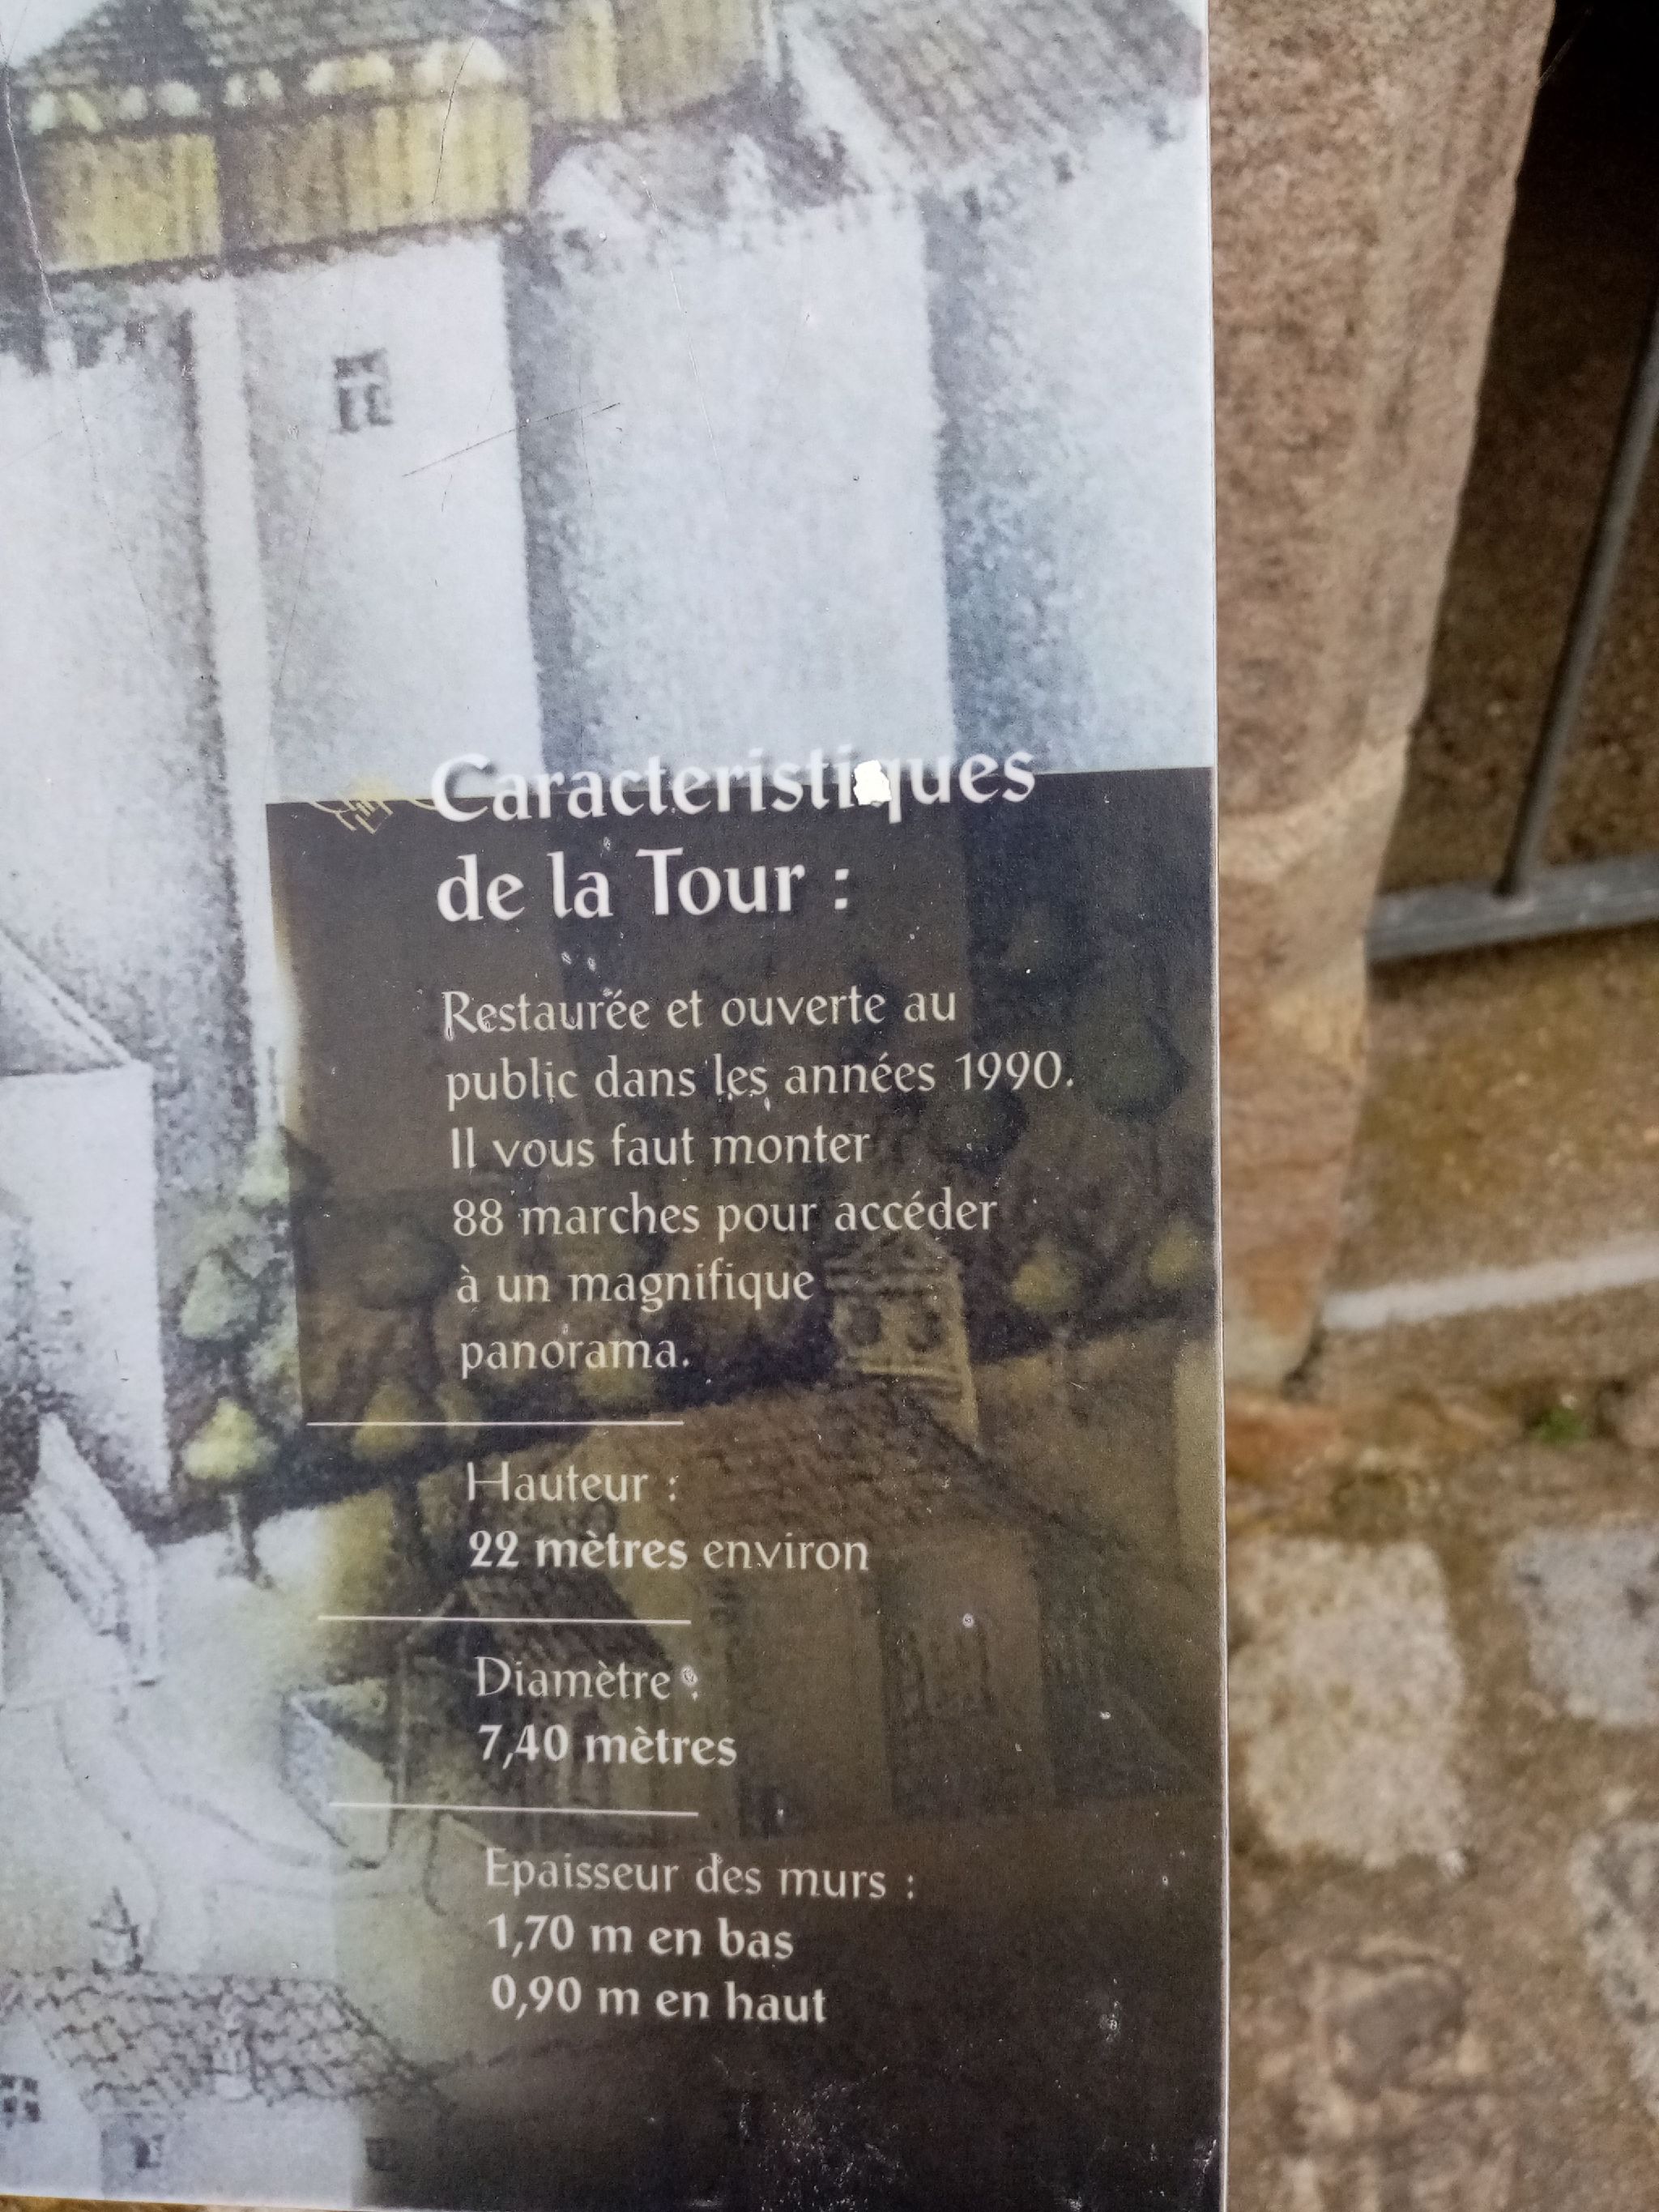 Caracteristiques
de la Tour :
Restaurée et ouverte au
public dans les années 1990.
Il vous faut monter
88 marches pour accéder
à un magnifique
panorama.
Hauteur :
22 mètres environ
Diamètre :
7,40 mètres
Epaisseur des murs :
1,70 m en bas
0,90 m en haut